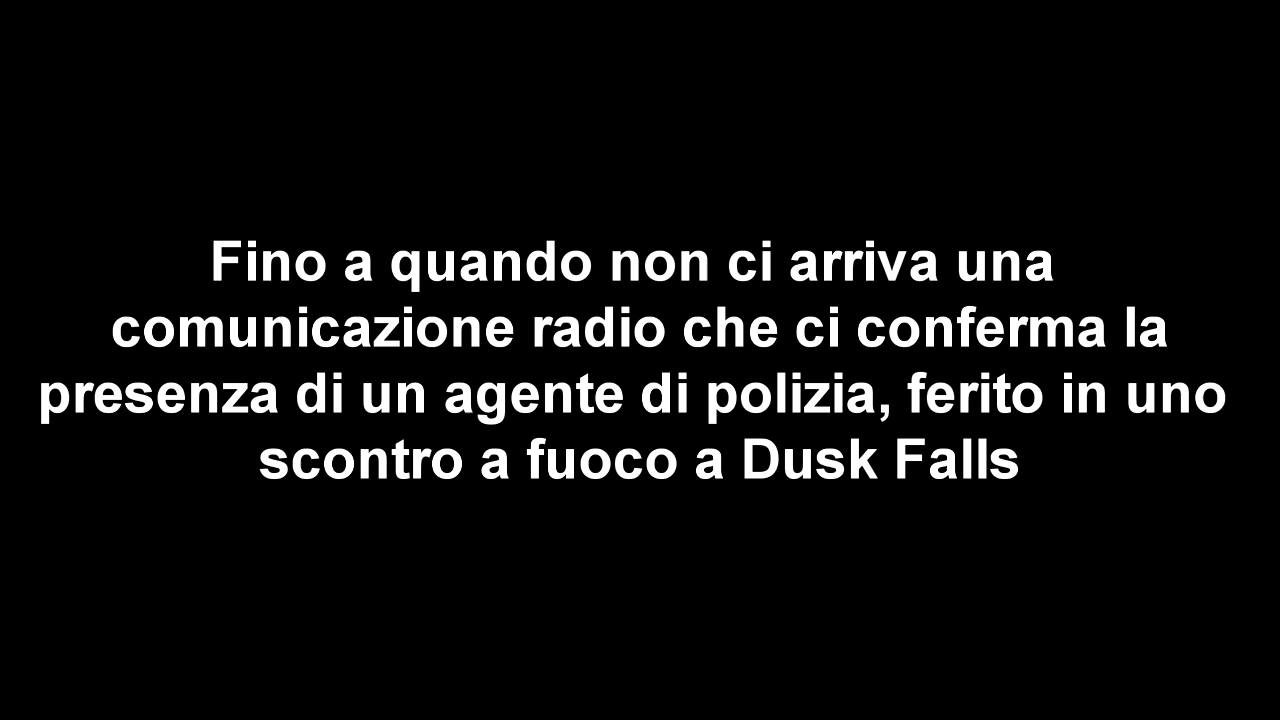 Fino a quando non ci arriva una
comunicazione radio che ci conferma la
presenza di un agente di polizia, ferito in uno
scontro a fuoco a Dusk Falls